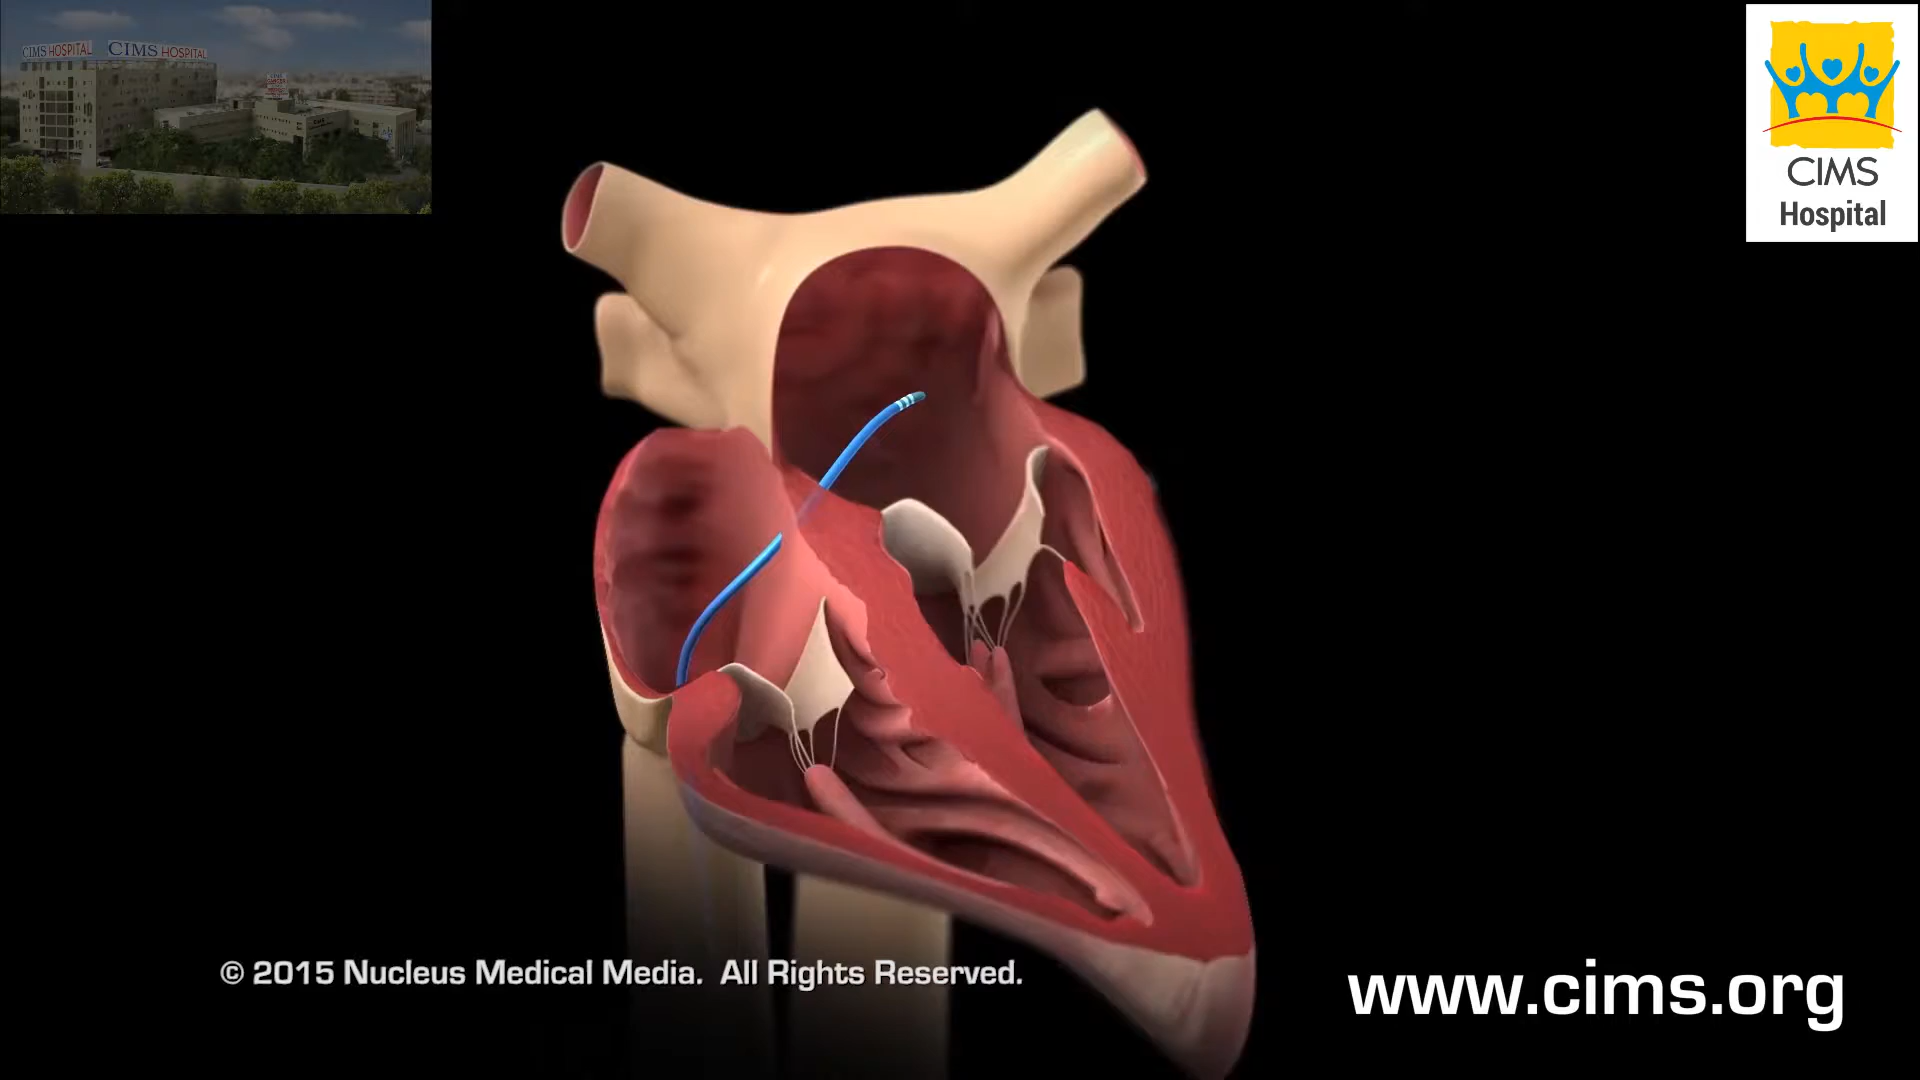 CIMS HOSPITAL CIMS HOSPITAL
CIMS
Hospital
© 2015 Nucleus Medical Media. All Rights Reserved.
www.cims.org